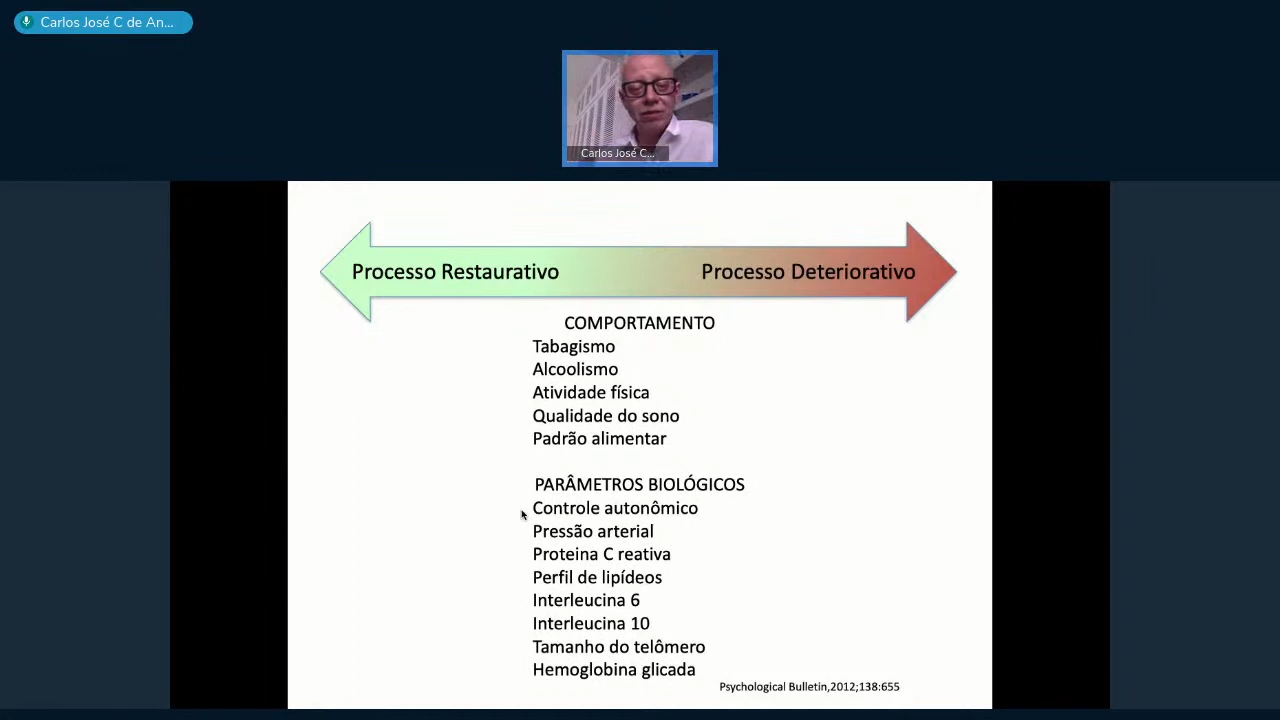 Carlos José C de An...
Carlos José C...
Processo Restaurativo
Processo Deteriorativo
COMPORTAMENTO
Tabagismo
Alcoolismo
Atividade física
Qualidade do sono
Padrão alimentar
PARÂMETROS BIOLÓGICOS
Controle autonômico
Pressão arterial
Proteina C reativa
Perfil de lipídeos
Interleucina 6
Interleucina 10
Tamanho do telômero
Hemoglobina glicada
Psychological Bulletin,2012;138:655